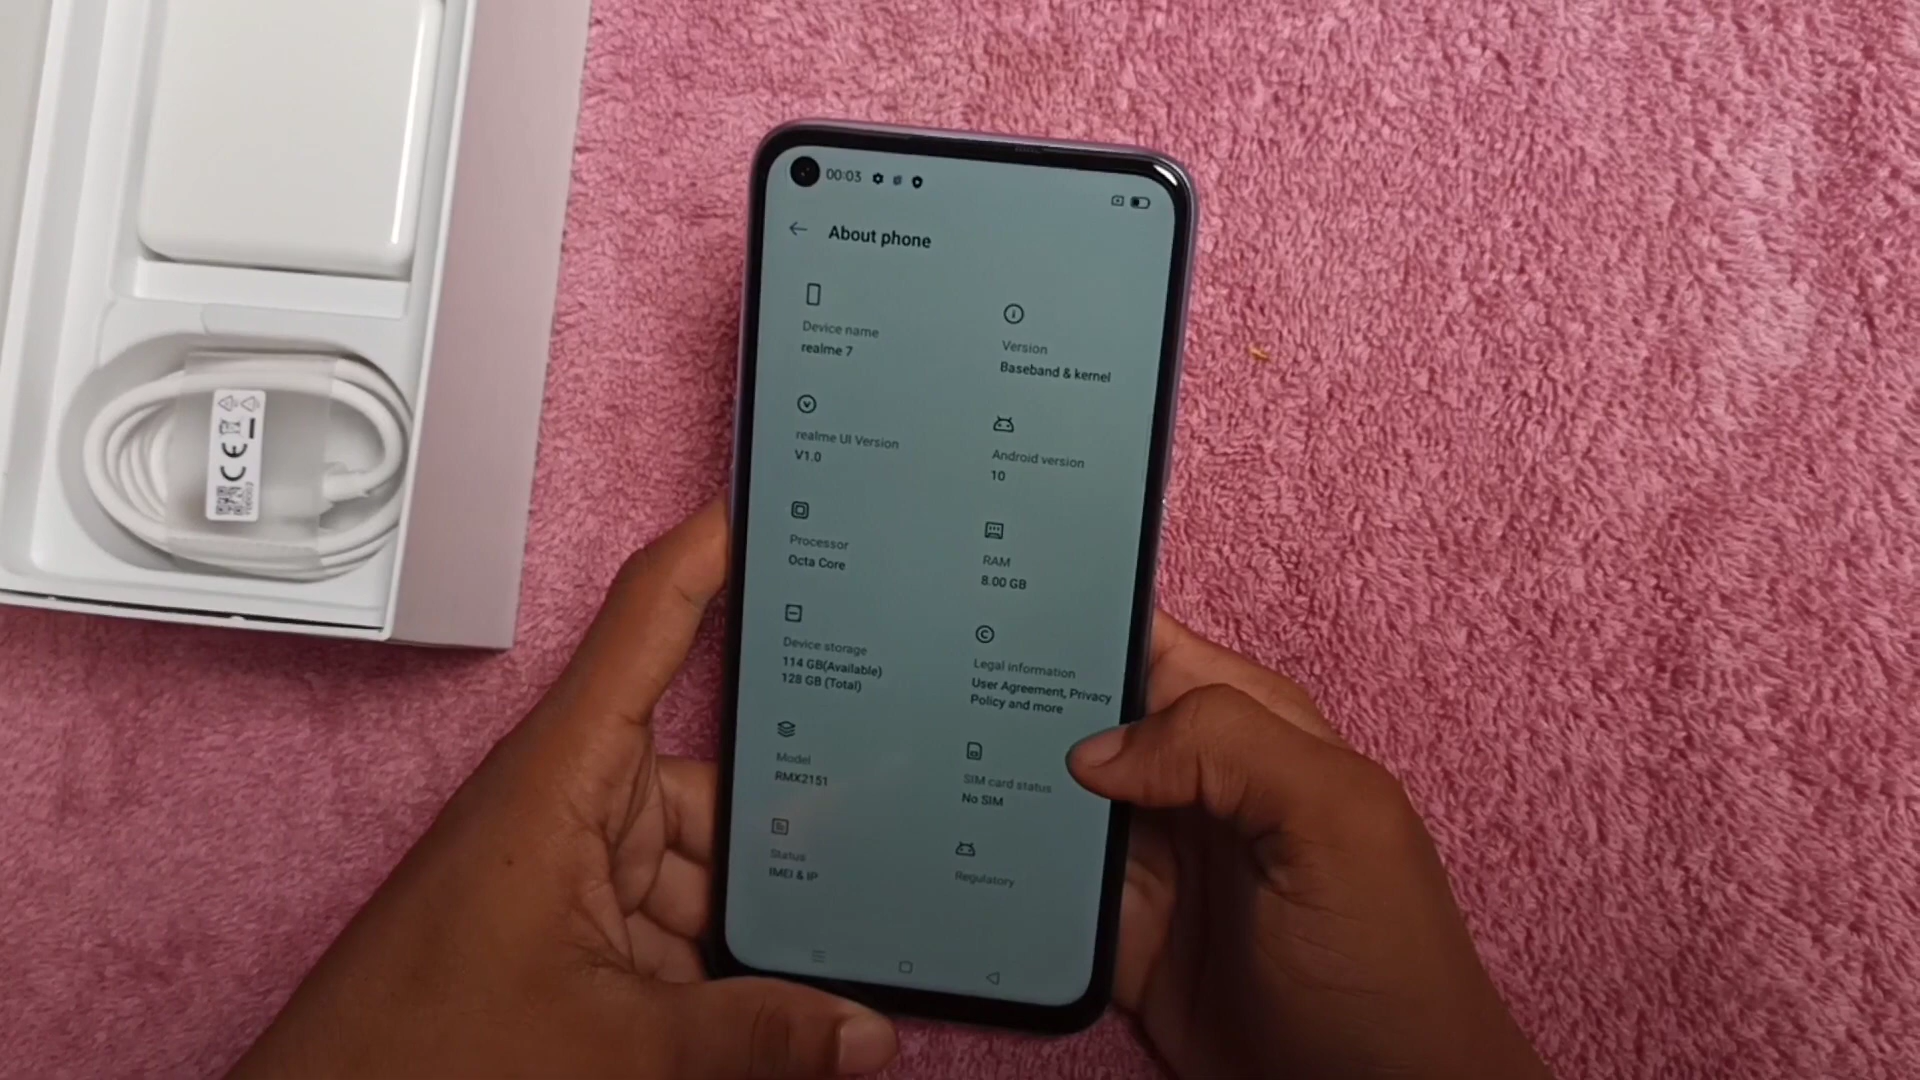 00:03
About phone
Device name
realme 7
Version
Baseband & kernel
realme UI Version
V1.0
Android version
10
Processor
Octa Core
RAM
8.00 GB
Device storage
114 GB(Available)
128 GB (Total)
Legal information
User Agreement, Privacy
Policy and more
Model
RMX2151
SIM card status
No SIM
Status
IMEI & IP
Regulatory
CE